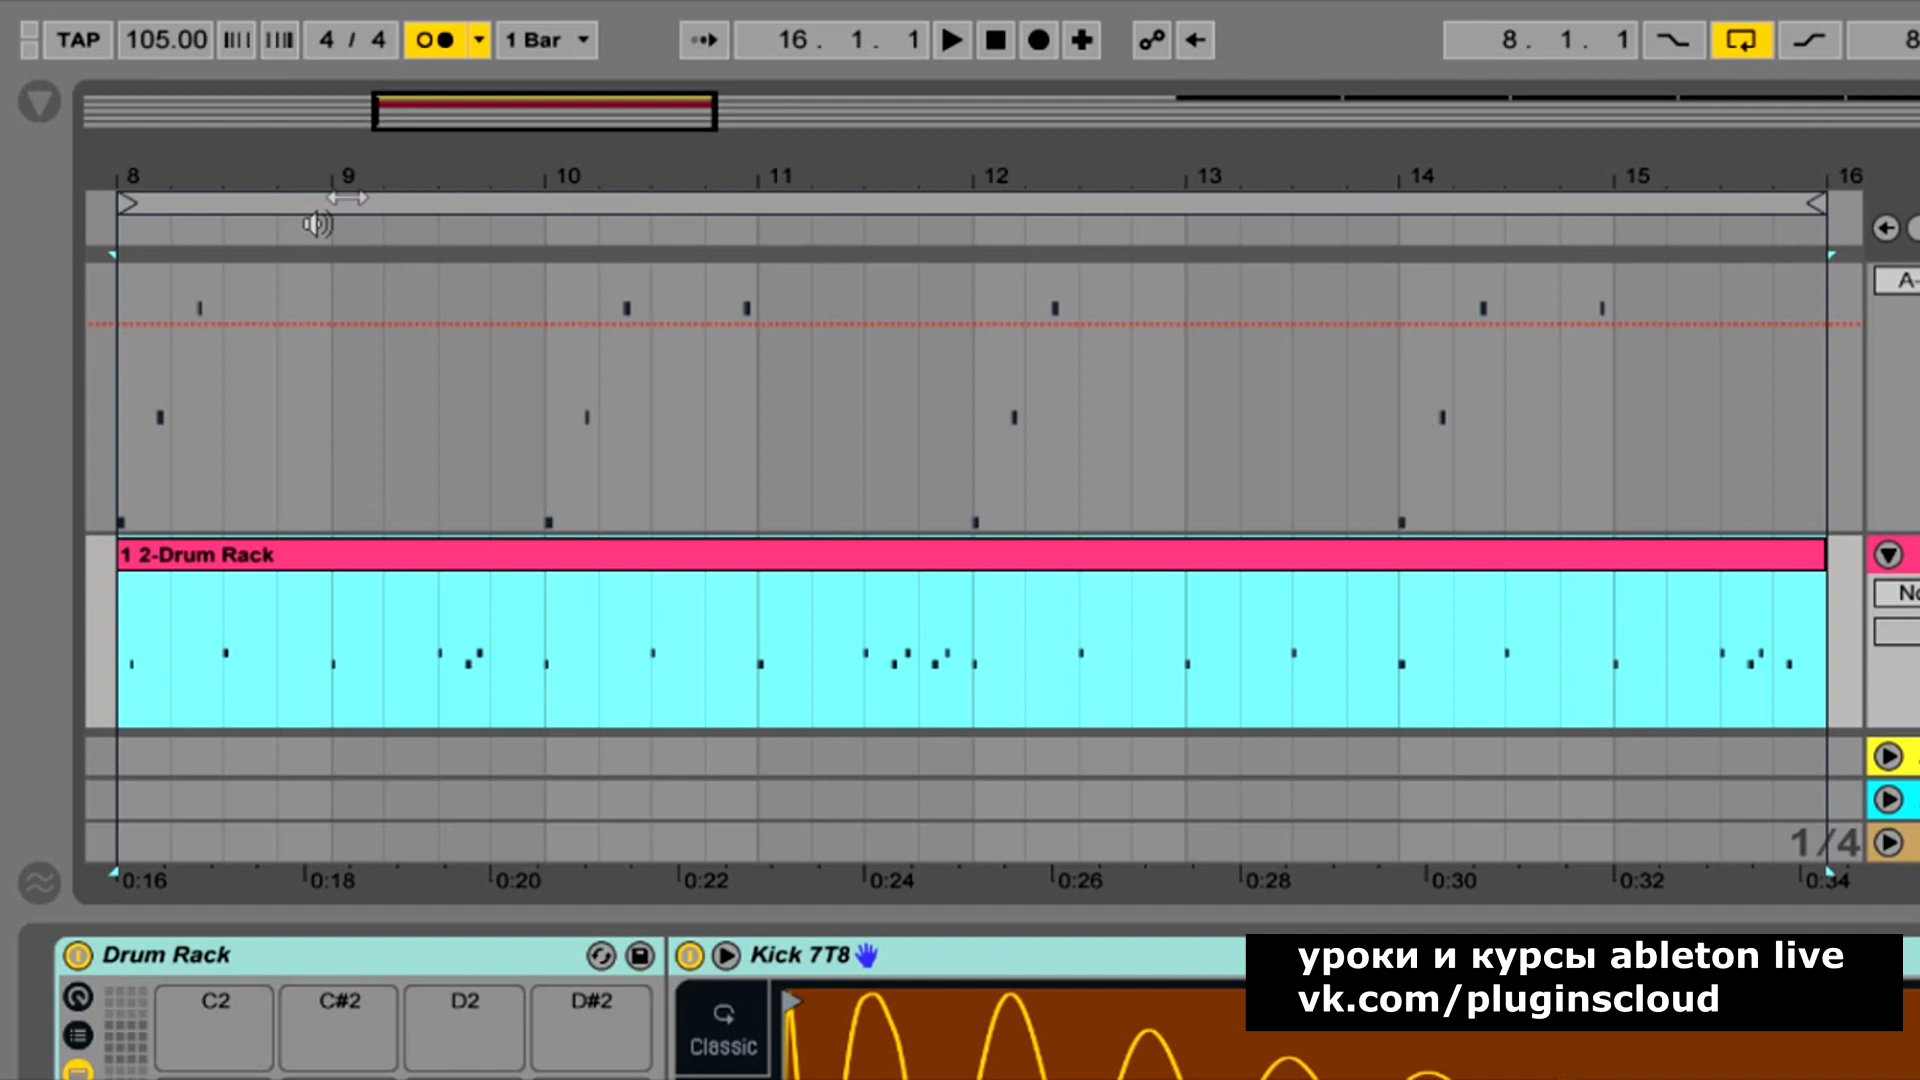 TAP 105.00 4 / 4 1 Bar 16. 1. 1 8. 1. 1 8
8 9 10 11 12 13 14 15 16
A-
1 2-Drum Rack
1/4
0:16 0:18 0:20 0:22 0:24 0:26 0:28 0:30 0:32 0:34
Drum Rack Kick 7T8
C2 C#2 D2 D#2
Classic
уроки и курсы ableton live
vk.com/pluginscloud